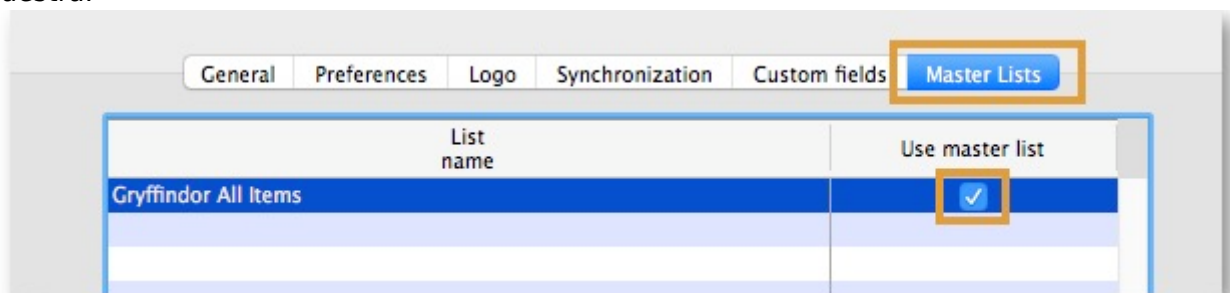 General Preferences Logo Synchronization Custom fields Master Lists
List
name
Use master list
Gryffindor All Items